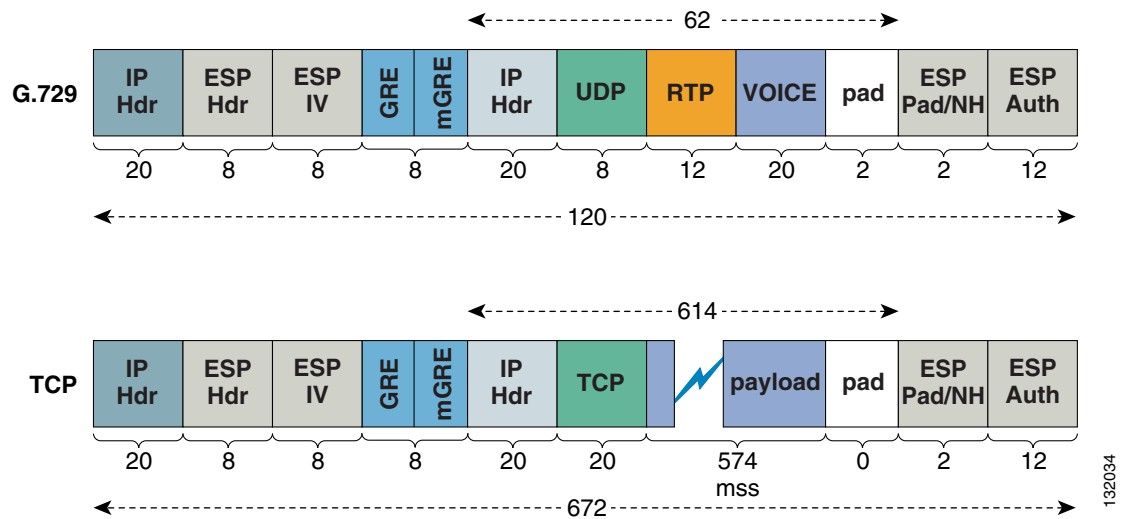 62
G.729
IP Hdr
ESP Hdr
ESP IV
GRE
mGRE
IP Hdr
UDP
RTP
VOICE
pad
ESP Pad/NH
ESP Auth
20 8 8 8 20 8 12 20 2 2 12
120
614
TCP
IP Hdr
ESP Hdr
ESP IV
GRE
mGRE
IP Hdr
TCP
payload
pad
ESP Pad/NH
ESP Auth
20 8 8 8 20 20 574 0 2 12
mss
672
132034